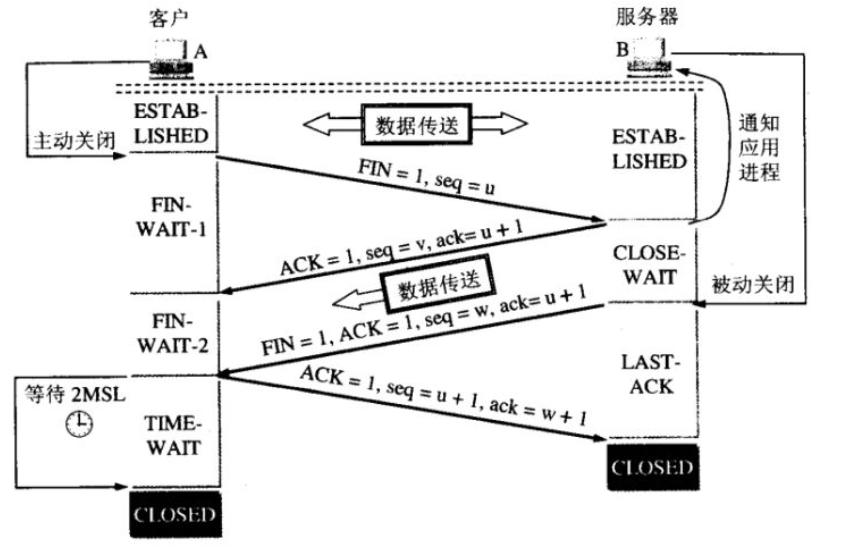 客户
服务器
A
B
ESTAB-
LISHED
数据传送
ESTAB-
LISHED
通知
应用
进程
主动关闭
FIN = 1, seq = u
FIN-
WAIT-1
ACK = 1, seq = v, ack= u + 1
CLOSE-
WAIT
数据传送
被动关闭
FIN-
WAIT-2
FIN = 1, ACK = 1, seq = w, ack= u + 1
LAST-
ACK
ACK = 1, seq = u + 1, ack = w + 1
等待 2MSL
TIME-
WAIT
CLOSED
CLOSED